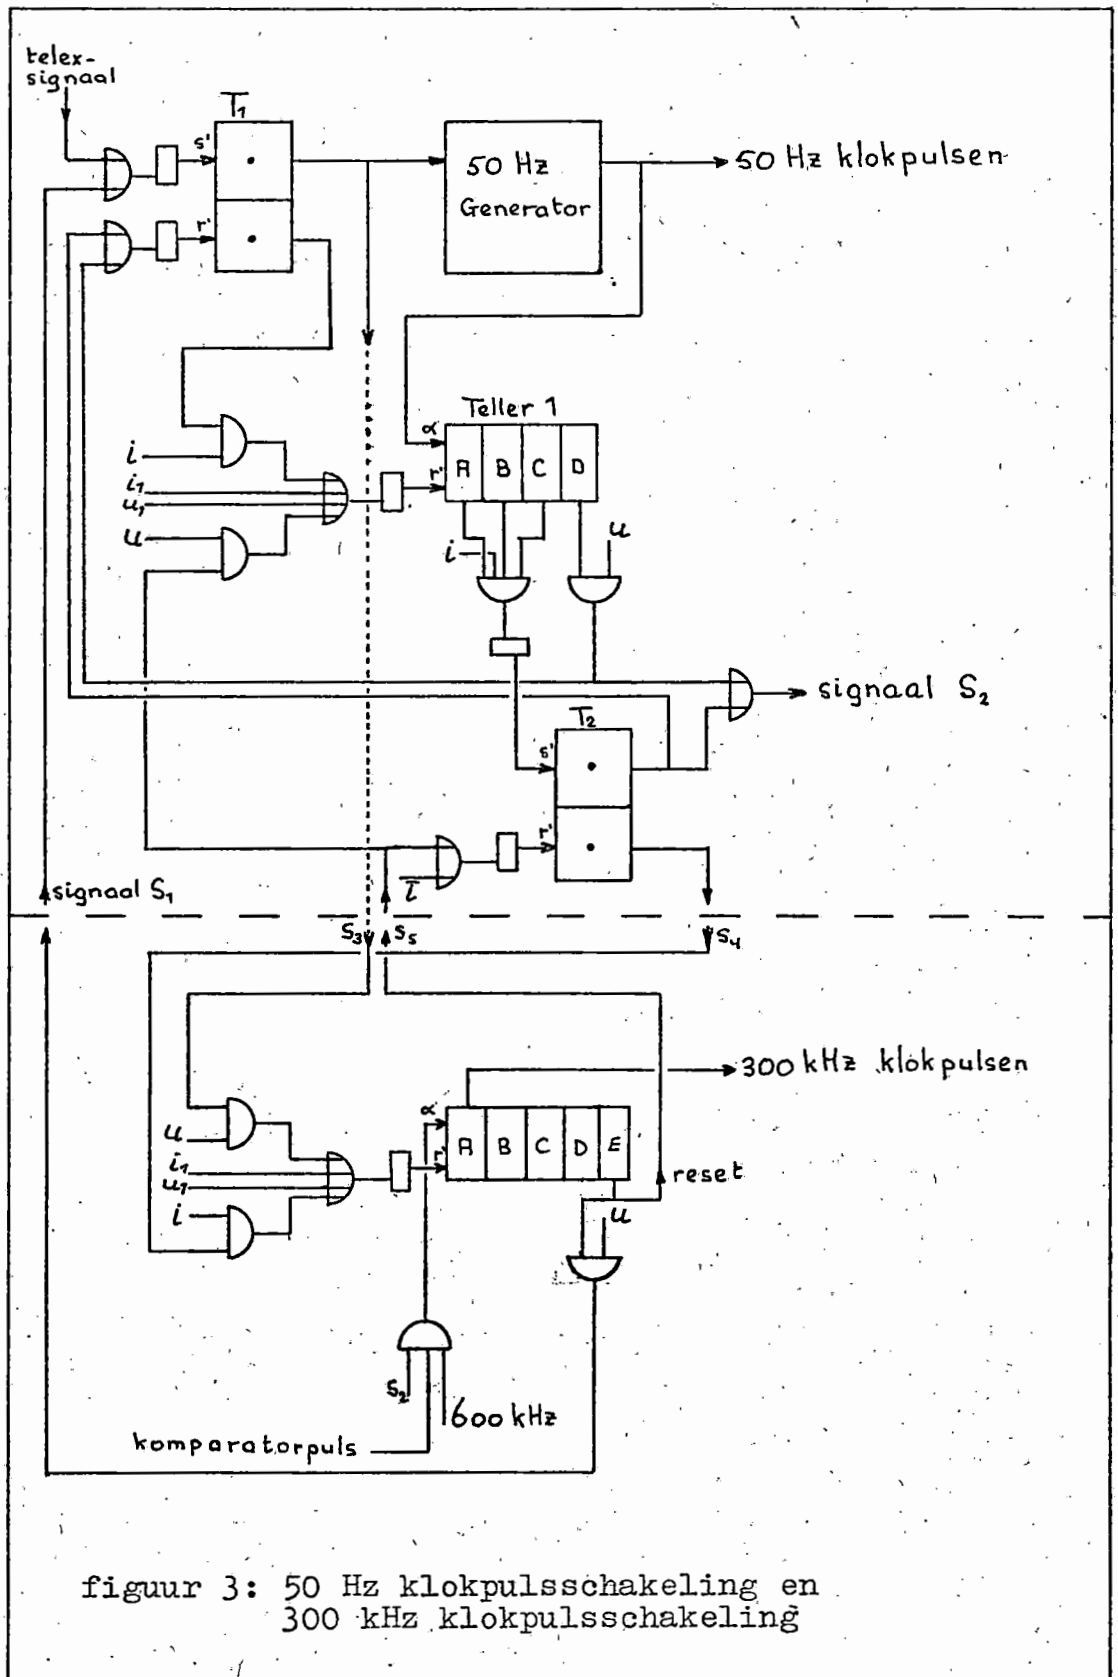 telex-
signaal
T₁
s'
r'
50 Hz
Generator
50 Hz klokpulsen
Teller 1
α
r'
A B C D
i
i₁
u₁
u
i
u
signaal S₂
T₂
s'
r'
i̅
signaal S₁
S₃
S₅
S₄
300 kHz klokpulsen
α
r'
A B C D E
u
i₁
u₁
i
reset
u
S₂
600 kHz
komparatorpuls
figuur 3: 50 Hz klokpulsschakeling en
300 kHz klokpulsschakeling